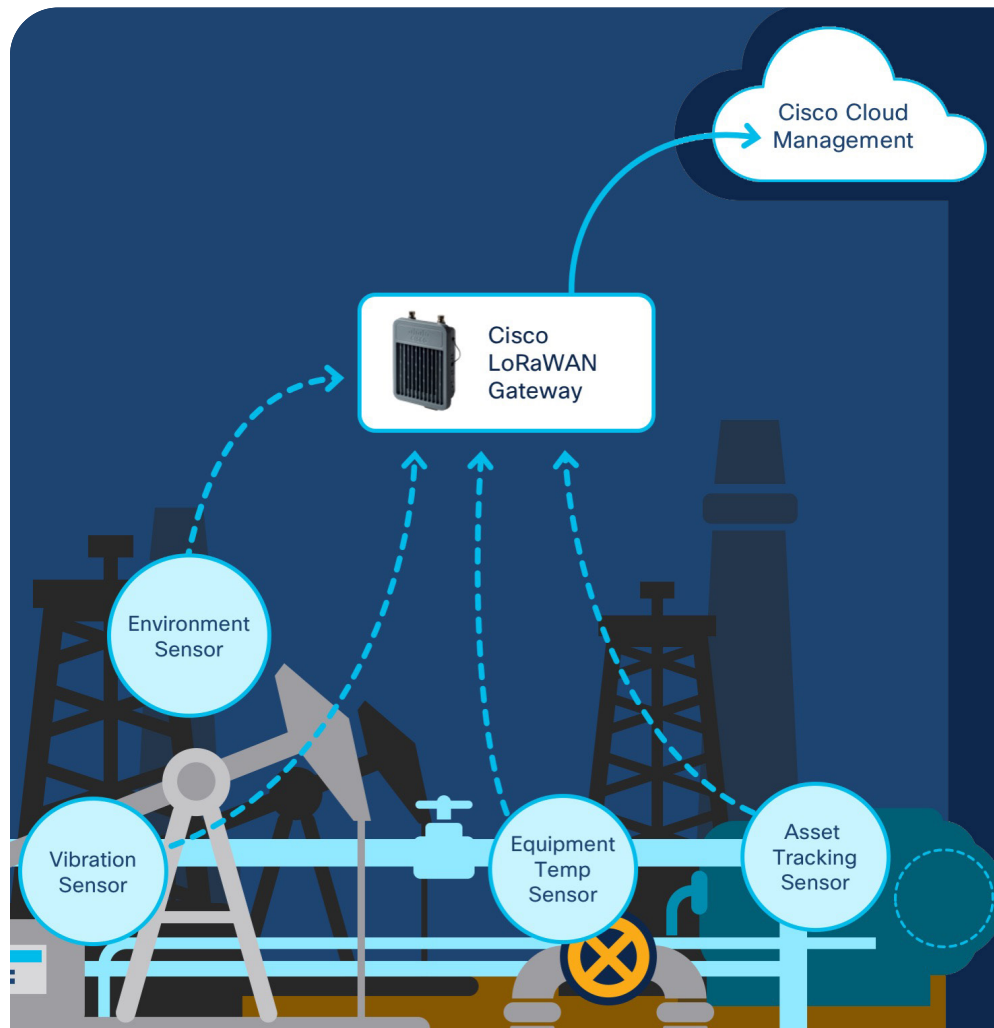 Cisco Cloud
Management
Cisco
LoRaWAN
Gateway
Environment
Sensor
Vibration
Sensor
Equipment
Temp
Sensor
Asset
Tracking
Sensor